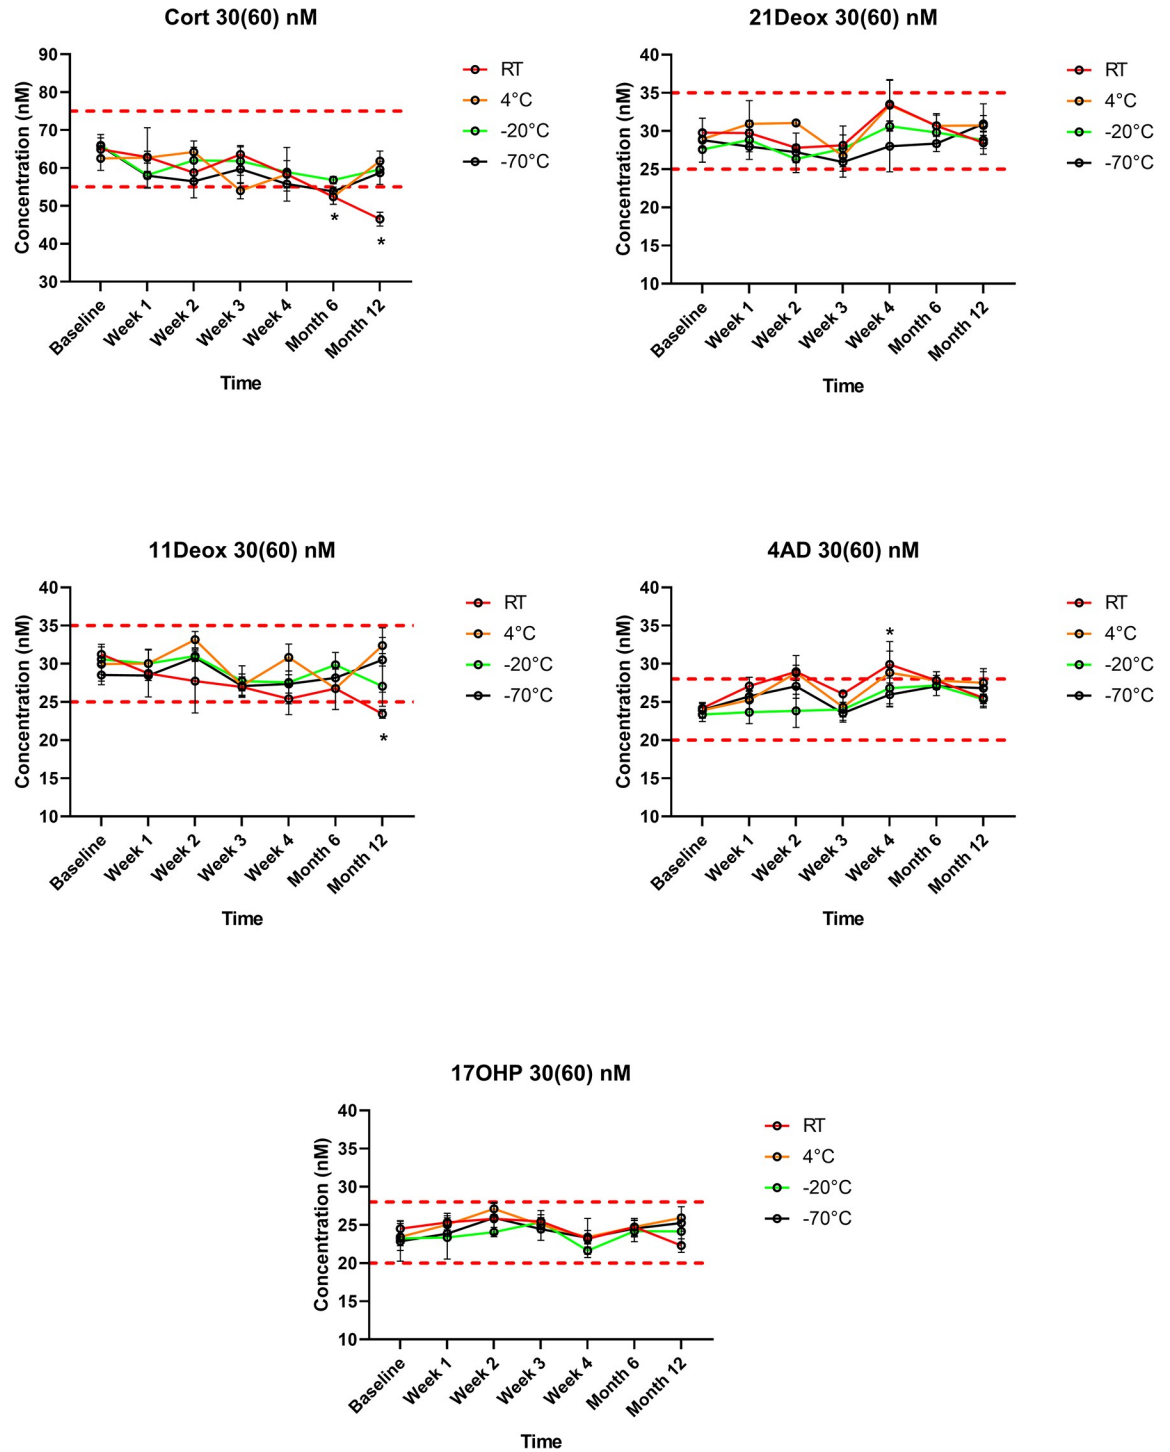 Cort 30(60) nM
90
80
70
60
50
40
30
Concentration (nM)
Baseline
Week 1
Week 2
Week 3
Week 4
Month 6
Month 12
Time
*
*
RT
4°C
-20°C
-70°C
21Deox 30(60) nM
40
35
30
25
20
15
10
Concentration (nM)
Baseline
Week 1
Week 2
Week 3
Week 4
Month 6
Month 12
Time
RT
4°C
-20°C
-70°C
11Deox 30(60) nM
40
35
30
25
20
15
10
Concentration (nM)
Baseline
Week 1
Week 2
Week 3
Week 4
Month 6
Month 12
Time
*
RT
4°C
-20°C
-70°C
4AD 30(60) nM
40
35
30
25
20
15
10
Concentration (nM)
Baseline
Week 1
Week 2
Week 3
Week 4
Month 6
Month 12
Time
*
RT
4°C
-20°C
-70°C
17OHP 30(60) nM
40
35
30
25
20
15
10
Concentration (nM)
Baseline
Week 1
Week 2
Week 3
Week 4
Month 6
Month 12
Time
RT
4°C
-20°C
-70°C